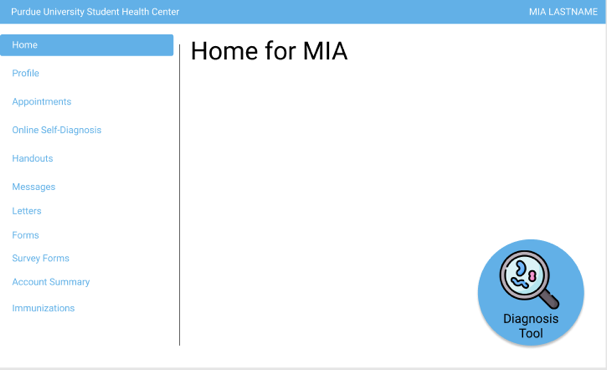 Purdue University Student Health Center
MIA LASTNAME
Home
Profile
Appointments
Online Self-Diagnosis
Handouts
Messages
Letters
Forms
Survey Forms
Account Summary
Immunizations
Home for MIA
Diagnosis
Tool